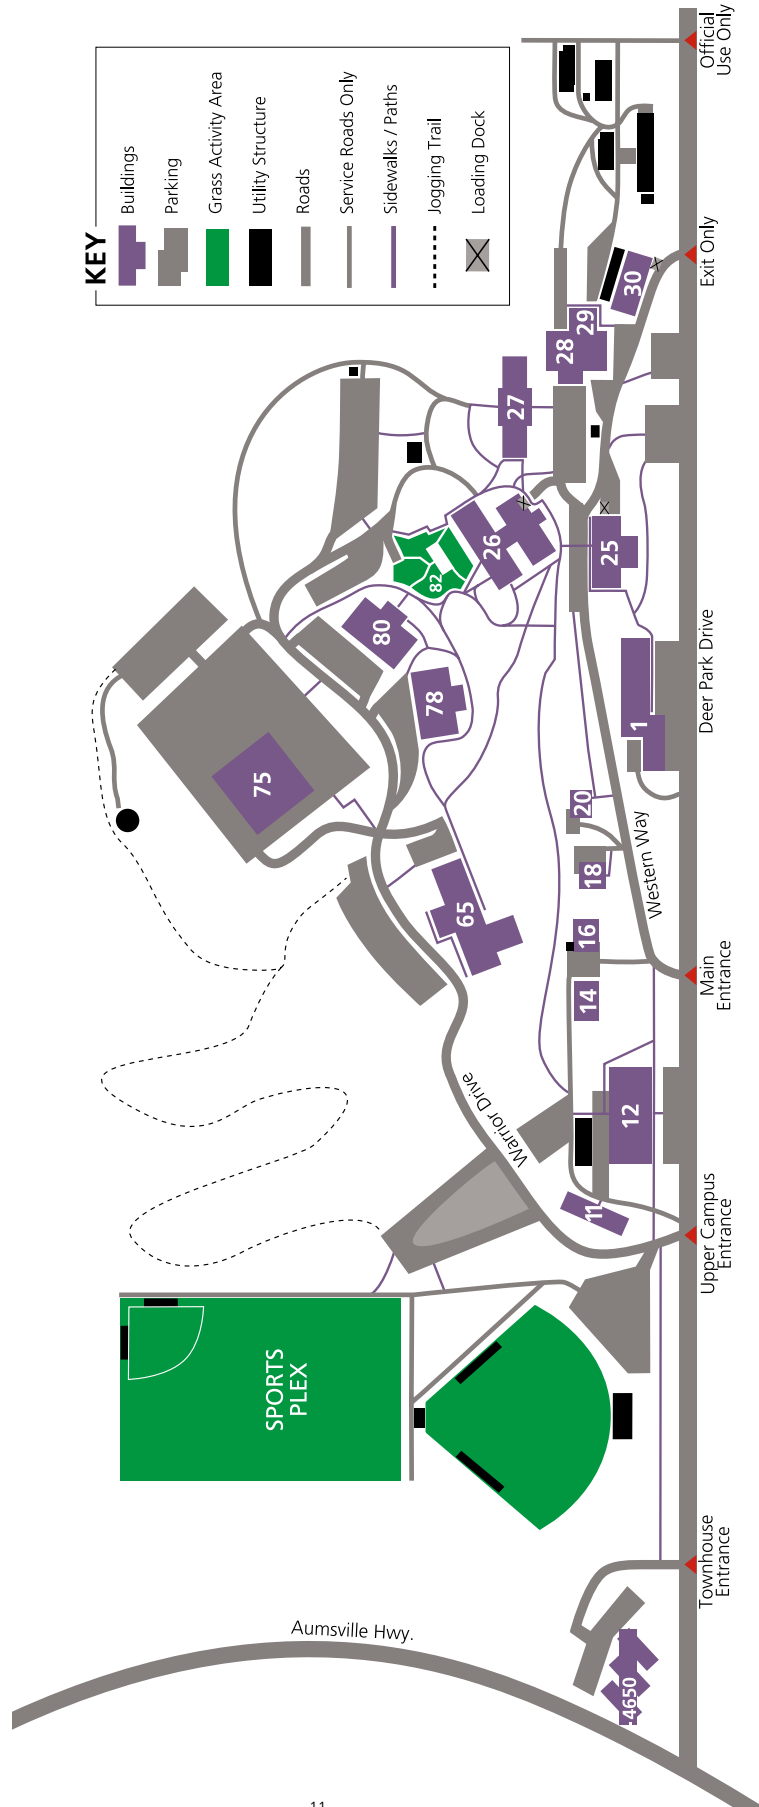 KEY
Buildings
Parking
Grass Activity Area
Utility Structure
Roads
Service Roads Only
Sidewalks / Paths
Jogging Trail
Loading Dock
Official
Use Only
Exit Only
30
29
28
27
26
25
82
80
78
75
1
20
18
16
14
65
12
11
Deer Park Drive
Western Way
Main
Entrance
Warrior Drive
Upper Campus
Entrance
SPORTS
PLEX
Townhouse
Entrance
Aumsville Hwy.
4650
11